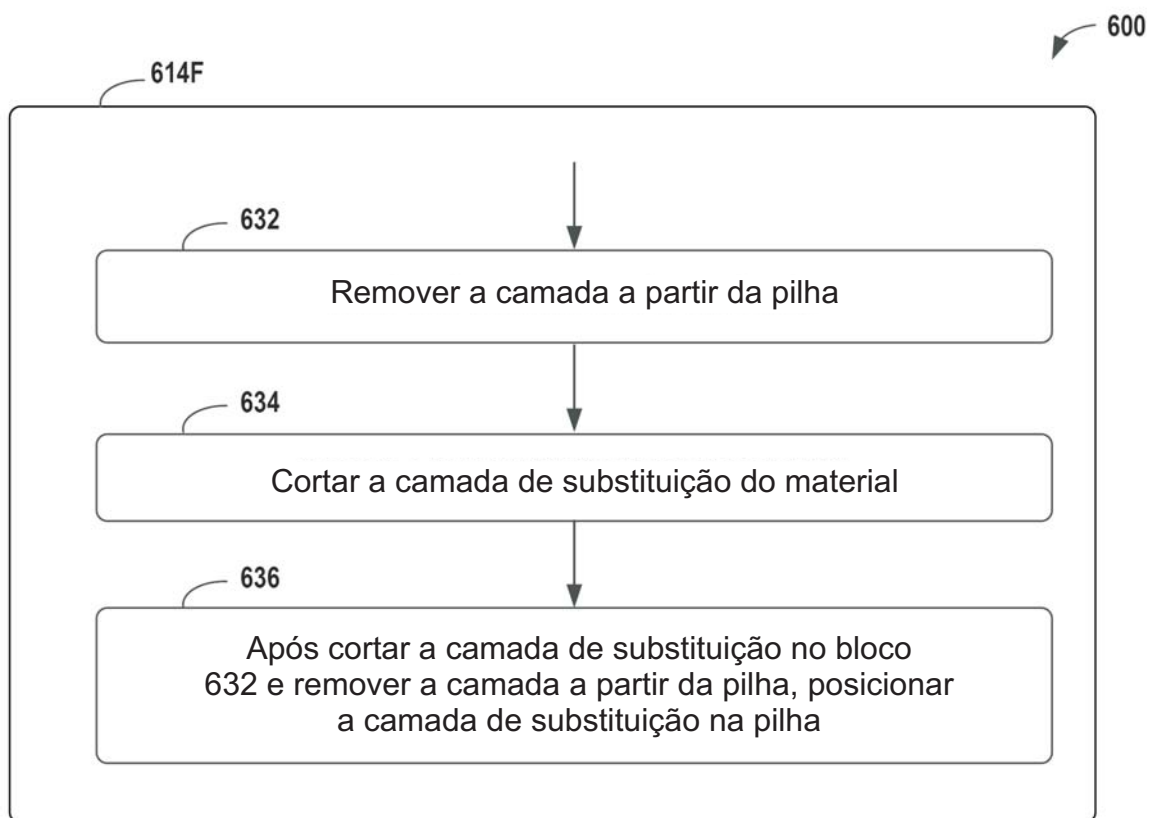 600
614F
632
Remover a camada a partir da pilha
634
Cortar a camada de substituição do material
636
Após cortar a camada de substituição no bloco
632 e remover a camada a partir da pilha, posicionar
a camada de substituição na pilha